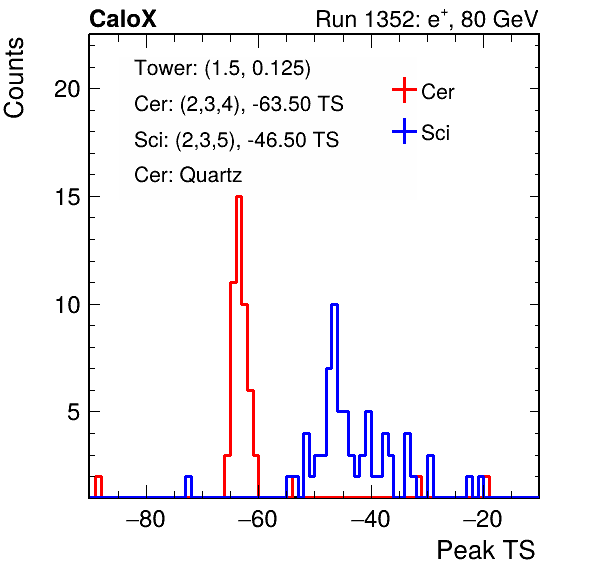 CaloX Run 1352: e⁺, 80 GeV
Counts
Tower: (1.5, 0.125)
Cer: (2,3,4), -63.50 TS
Sci: (2,3,5), -46.50 TS
Cer: Quartz
Cer
Sci
20
15
10
5
−80 −60 −40 −20
Peak TS